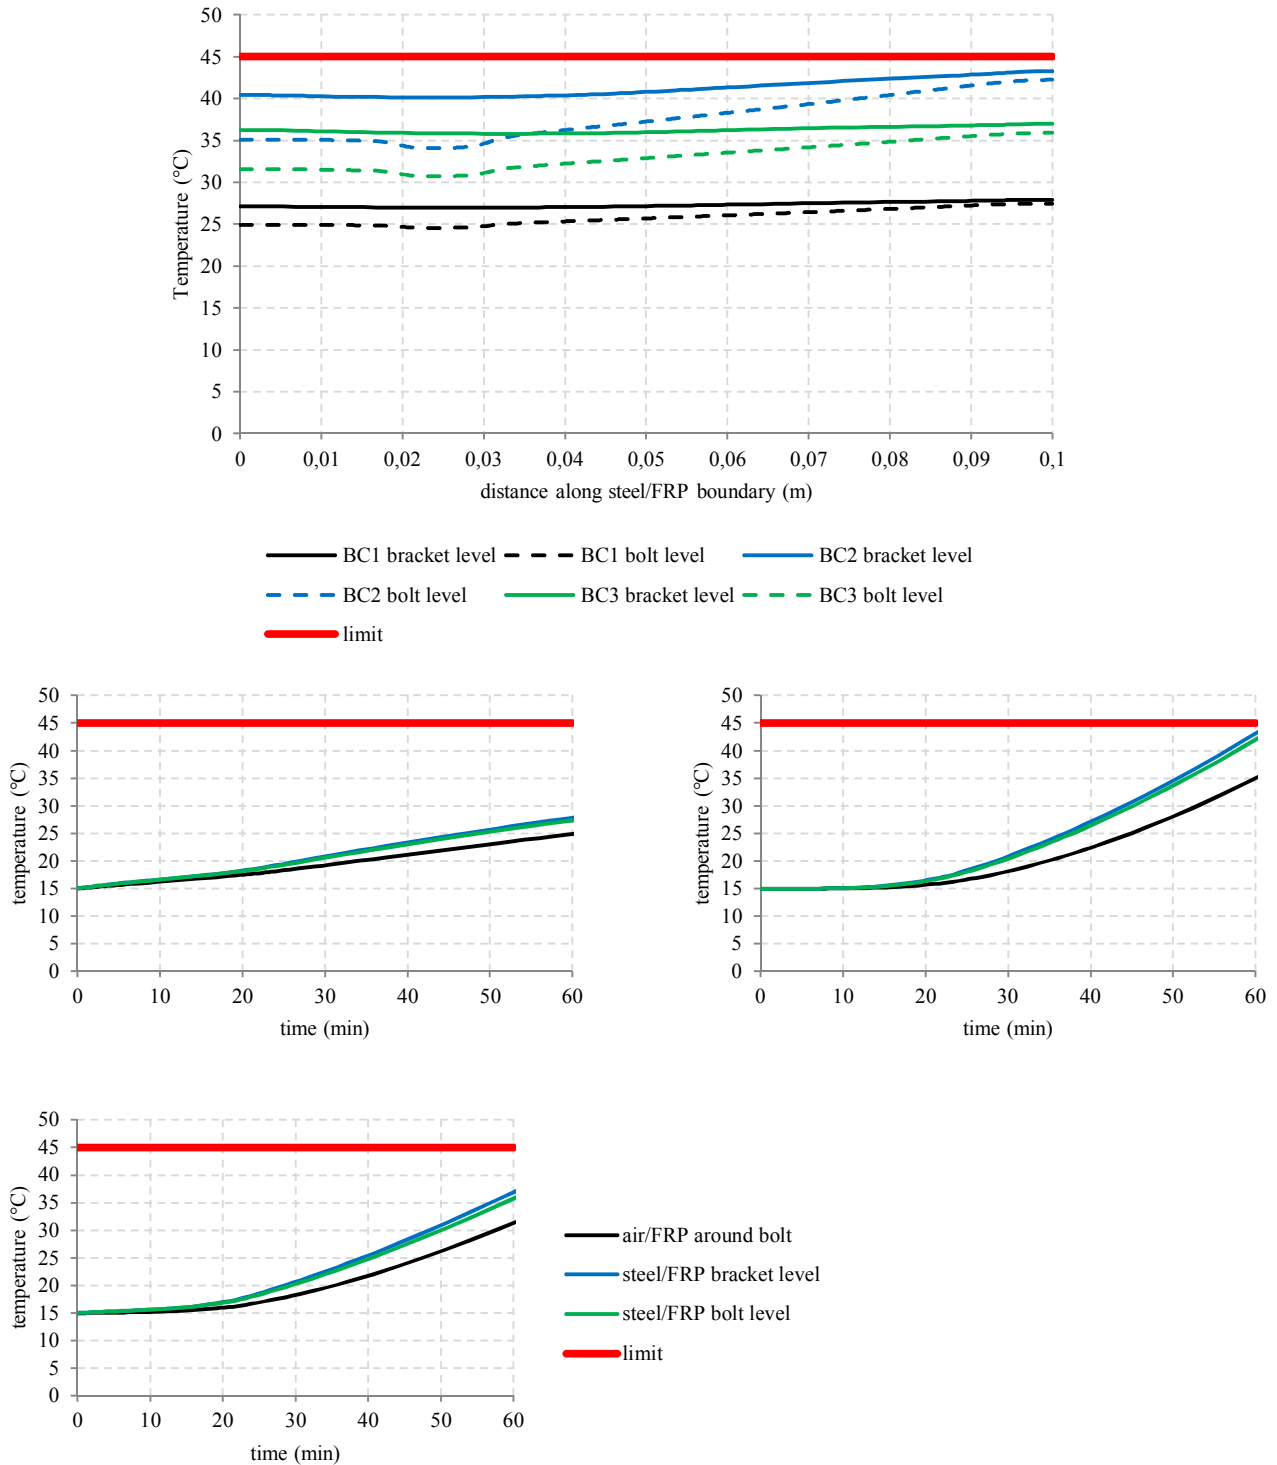 50
45
40
35
30
25
20
15
10
5
0
Temperature (°C)
0 0,01 0,02 0,03 0,04 0,05 0,06 0,07 0,08 0,09 0,1
distance along steel/FRP boundary (m)
BC1 bracket level BC1 bolt level BC2 bracket level
BC2 bolt level BC3 bracket level BC3 bolt level
limit
50
45
40
35
30
25
20
15
10
5
0
temperature (°C)
0 10 20 30 40 50 60
time (min)
50
45
40
35
30
25
20
15
10
5
0
temperature (°C)
0 10 20 30 40 50 60
time (min)
50
45
40
35
30
25
20
15
10
5
0
temperature (°C)
0 10 20 30 40 50 60
time (min)
air/FRP around bolt
steel/FRP bracket level
steel/FRP bolt level
limit